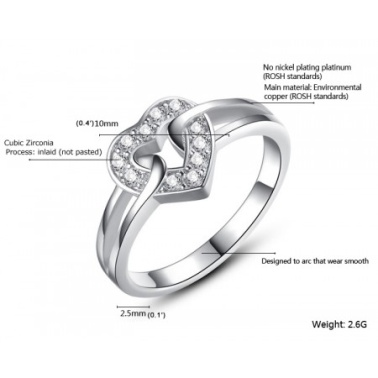 No nickel plating platinum
(ROSH standards)
Main material: Environmental
copper (ROSH standards)
(0.4')10mm
Cubic Zirconia
Process: inlaid (not pasted)
Designed to arc that wear smooth
2.5mm(0.1')
Weight: 2.6G